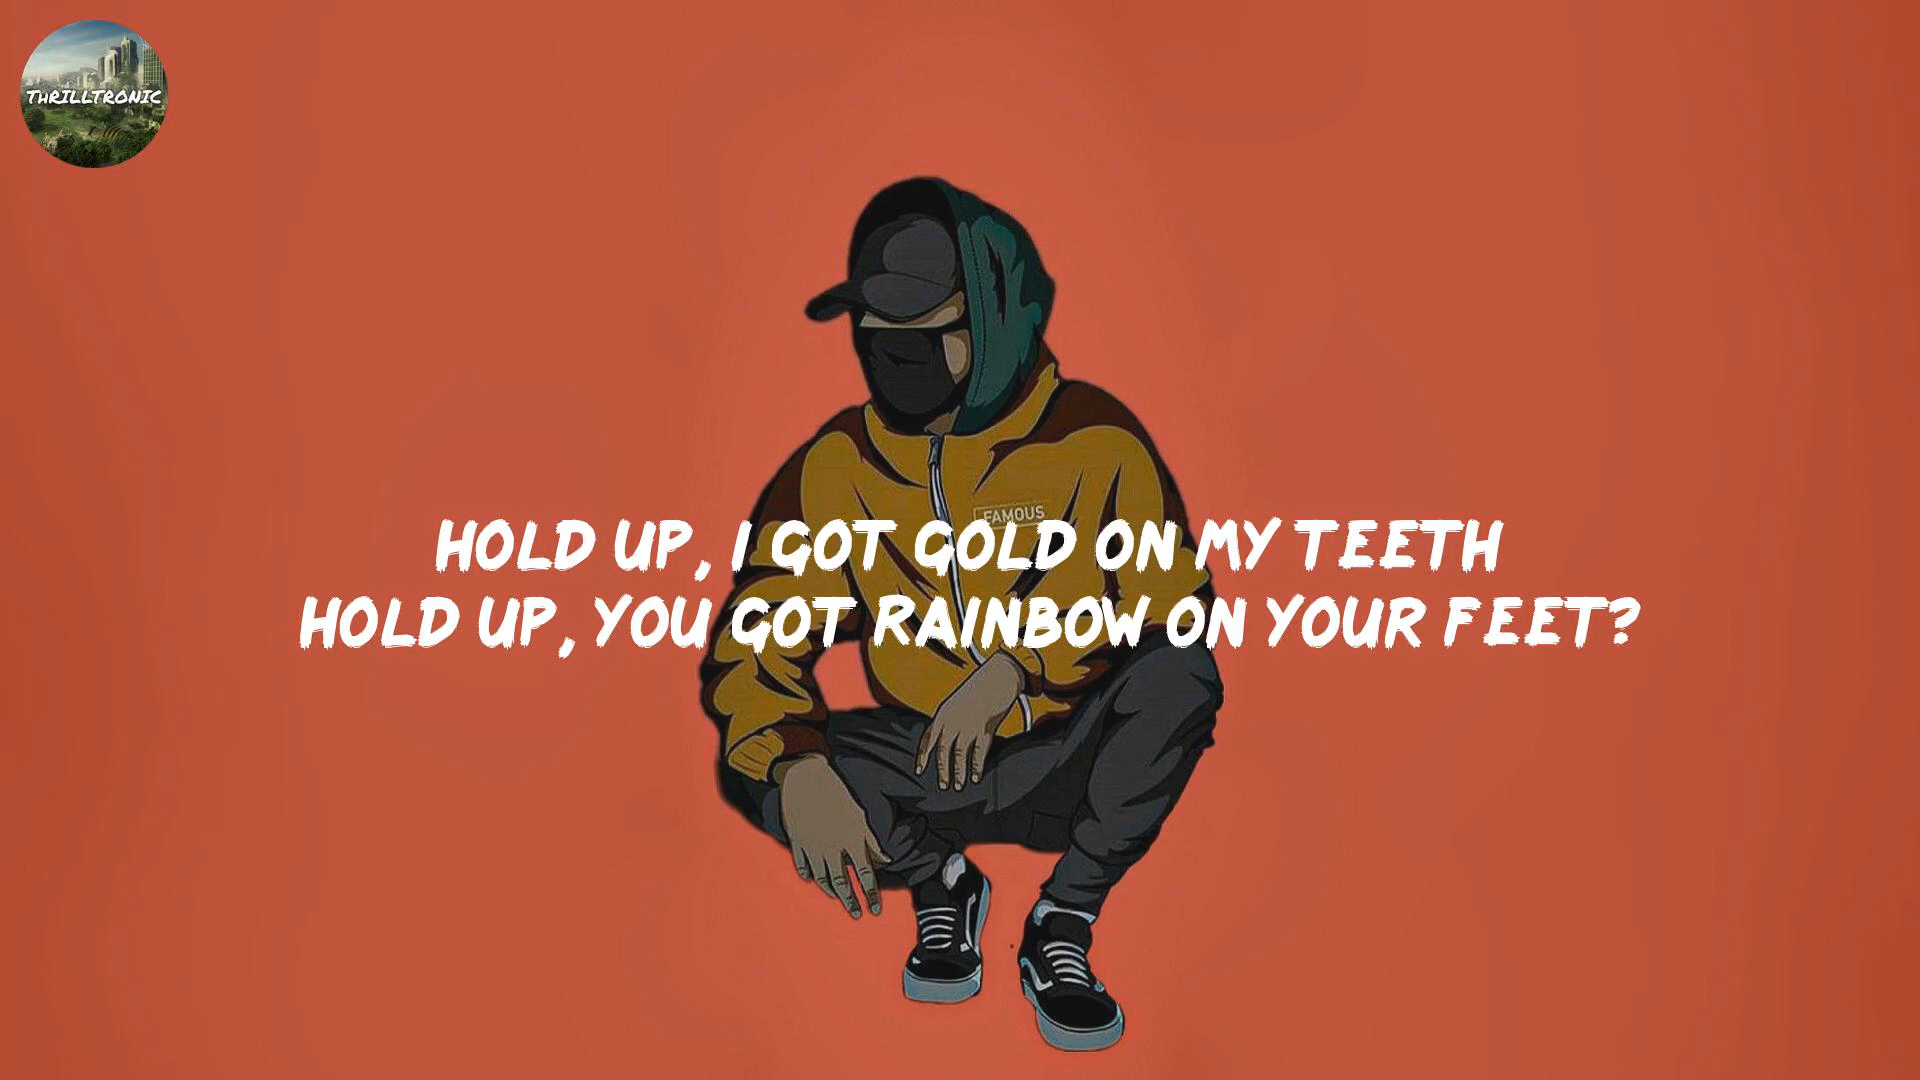 THRILLTRONIC
FAMOUS
HOLD UP, I GOT GOLD ON MY TEETH
HOLD UP, YOU GOT RAINBOW ON YOUR FEET?